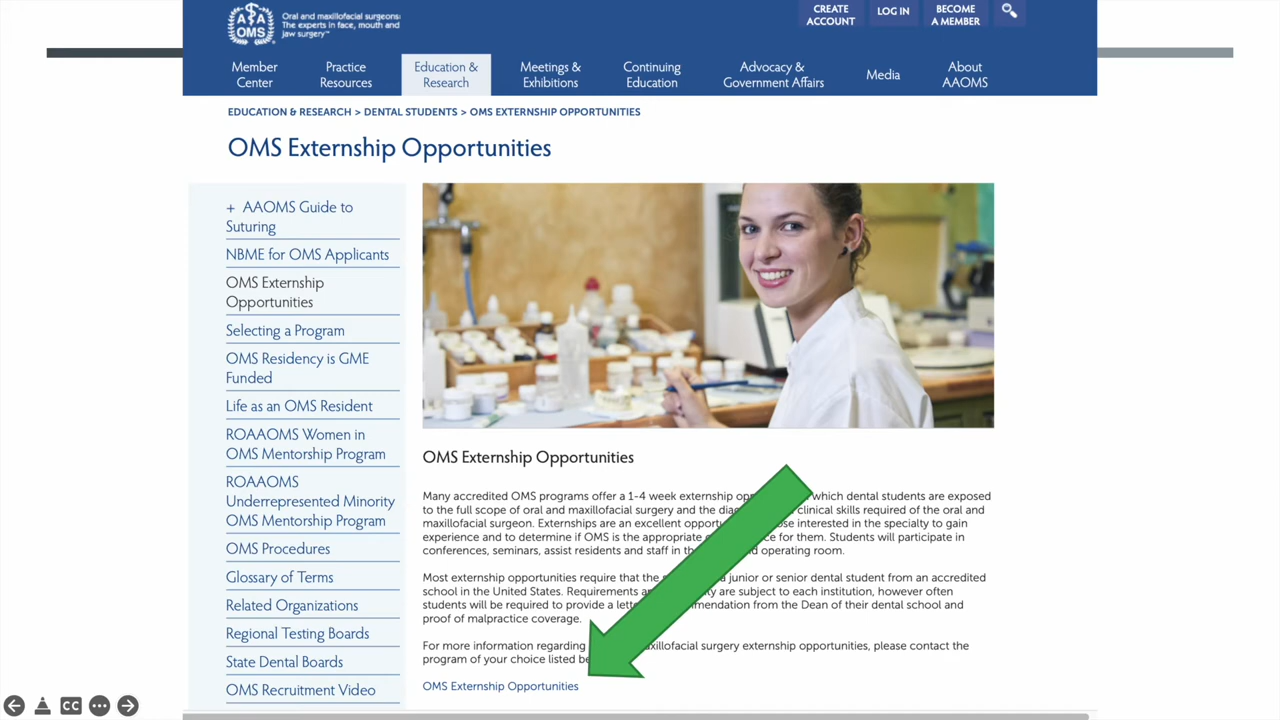 AA
OMS
Oral and maxillofacial surgeons:
The experts in face, mouth and
jaw surgery™
CREATE
ACCOUNT
LOG IN
BECOME
A MEMBER
Member
Center
Practice
Resources
Education &
Research
Meetings &
Exhibitions
Continuing
Education
Advocacy &
Government Affairs
Media
About
AAOMS
EDUCATION & RESEARCH > DENTAL STUDENTS > OMS EXTERNSHIP OPPORTUNITIES
OMS Externship Opportunities
+ AAOMS Guide to
Suturing
NBME for OMS Applicants
OMS Externship
Opportunities
Selecting a Program
OMS Residency is GME
Funded
Life as an OMS Resident
ROAAOMS Women in
OMS Mentorship Program
ROAAOMS
Underrepresented Minority
OMS Mentorship Program
OMS Procedures
Glossary of Terms
Related Organizations
Regional Testing Boards
State Dental Boards
OMS Recruitment Video
OMS Externship Opportunities
Many accredited OMS programs offer a 1-4 week externship which dental students are exposed
to the full scope of oral and maxillofacial surgery and the clinical skills required of the oral and
maxillofacial surgeon. Externships are an excellent interested in the specialty to gain
experience and to determine if OMS is the appropriate for them. Students will participate in
conferences, seminars, assist residents and staff in operating room.
Most externship opportunities require that the junior or senior dental student from an accredited
school in the United States. Requirements are subject to each institution, however often
students will be required to provide a from the Dean of their dental school and
proof of malpractice coverage.
For more information regarding surgery externship opportunities, please contact the
program of your choice listed
OMS Externship Opportunities
CC